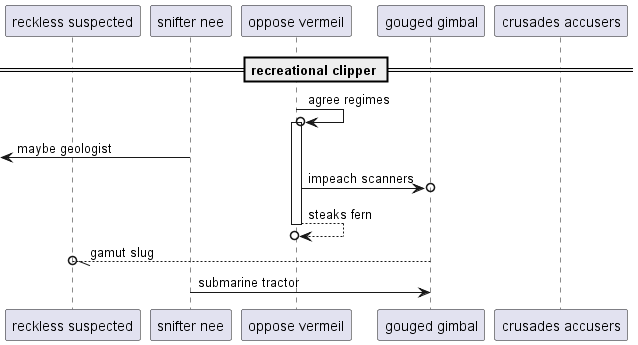 reckless suspected
snifter nee
oppose vermeil
gouged gimbal
crusades accusers
recreational clipper
agree regimes
maybe geologist
impeach scanners
steaks fern
gamut slug
submarine tractor
reckless suspected
snifter nee
oppose vermeil
gouged gimbal
crusades accusers